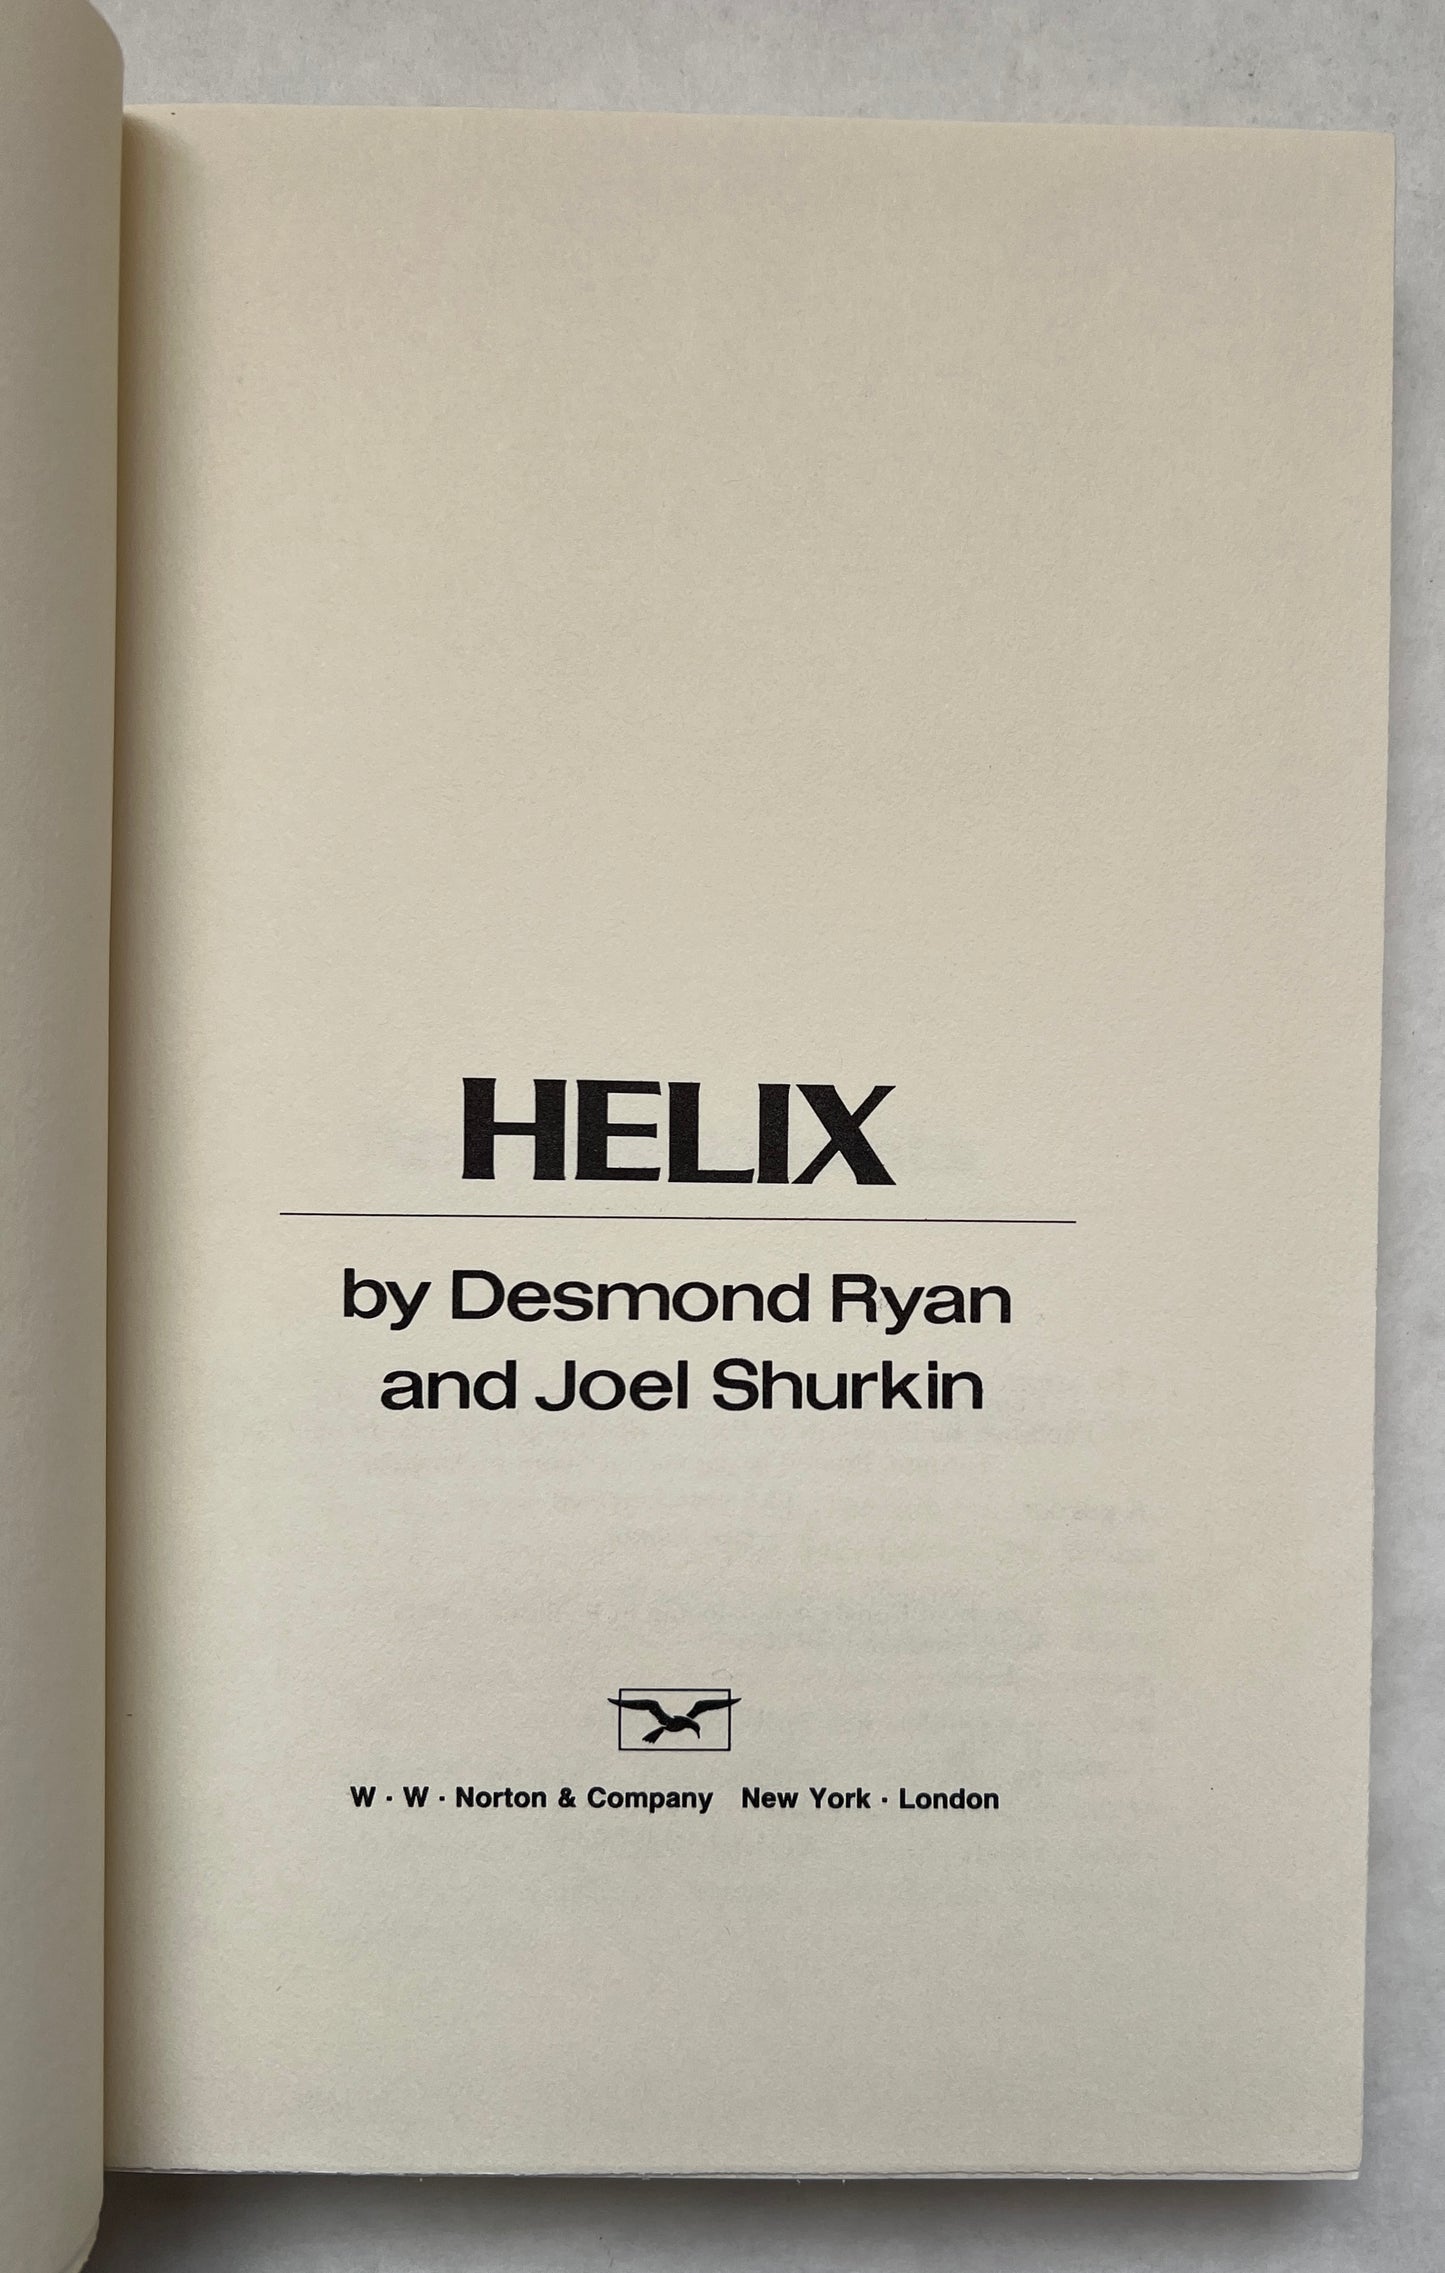 HELIX
by Desmond Ryan
and Joel Shurkin
W · W · Norton & Company New York · London